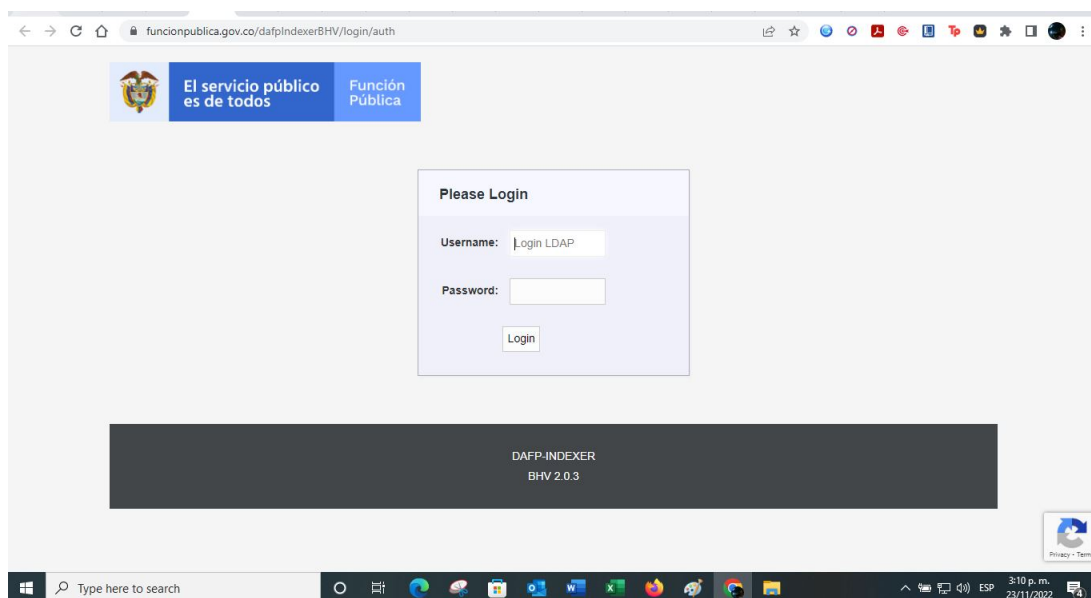 funcionpublica.gov.co/dafpIndexerBHV/login/auth
El servicio público
es de todos
Función
Pública
Please Login
Username:
Login LDAP
Password:
Login
DAFP-INDEXER
BHV 2.0.3
Privacy - Term
Type here to search
ESP
3:10 p. m.
23/11/2022